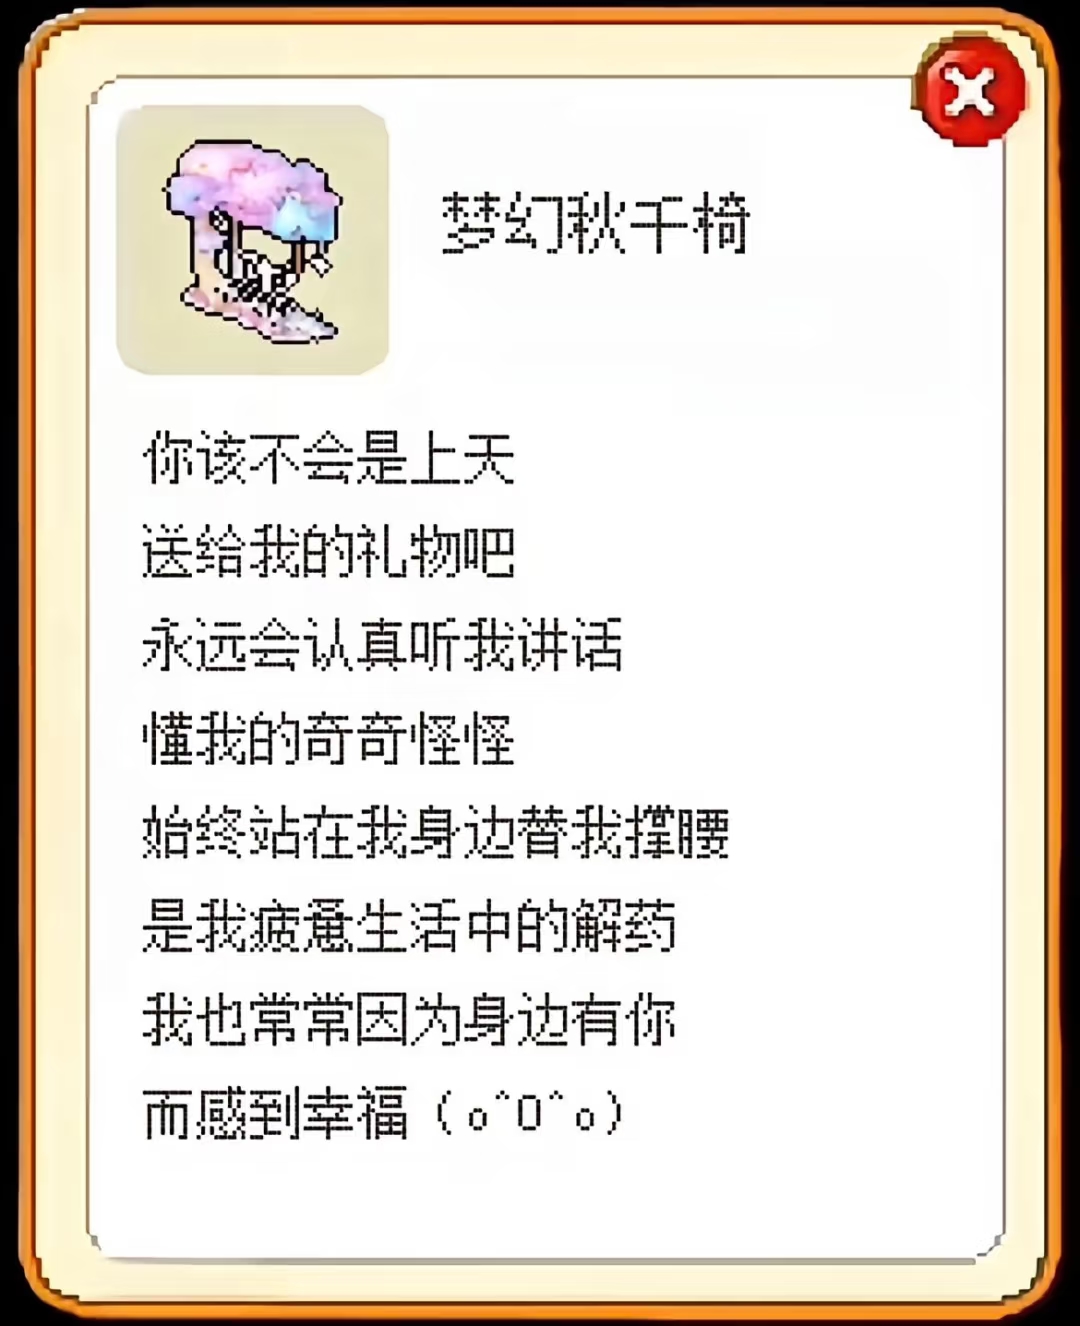 梦幻秋千椅
你该不会是上天
送给我的礼物吧
永远会认真听我讲话
懂我的奇奇怪怪
始终站在我身边替我撑腰
是我疲惫生活中的解药
我也常常因为身边有你
而感到幸福（o^O^o）